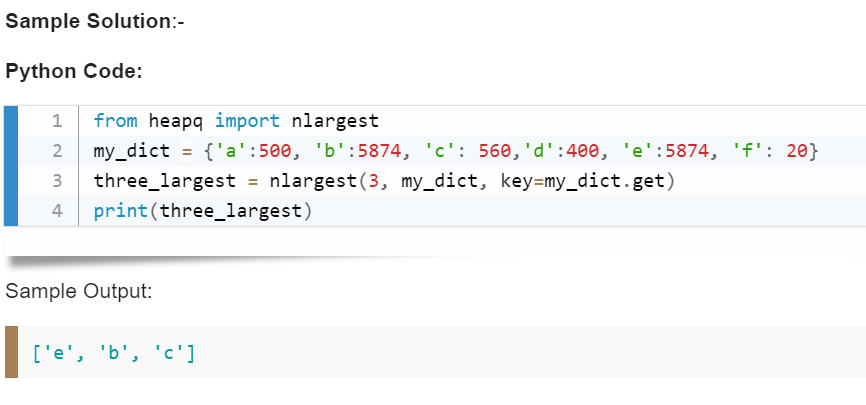 Sample Solution:-
Python Code:
1 from heapq import nlargest
2 my_dict = {'a':500, 'b':5874, 'c': 560,'d':400, 'e':5874, 'f': 20}
3 three_largest = nlargest(3, my_dict, key=my_dict.get)
4 print(three_largest)
Sample Output:
['e', 'b', 'c']